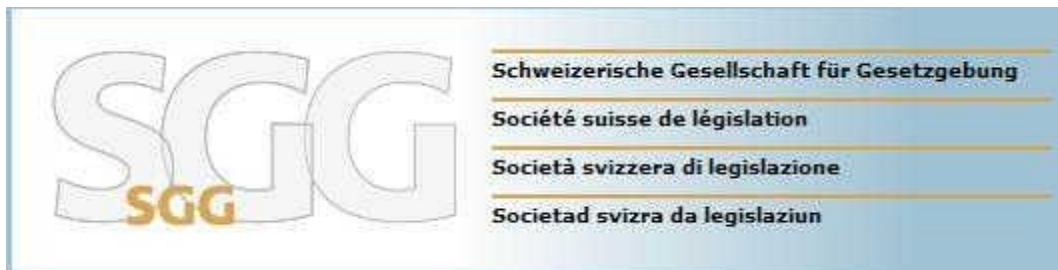 SGG
SGG
Schweizerische Gesellschaft für Gesetzgebung
Société suisse de législation
Società svizzera di legislazione
Societad svizra da legislaziun